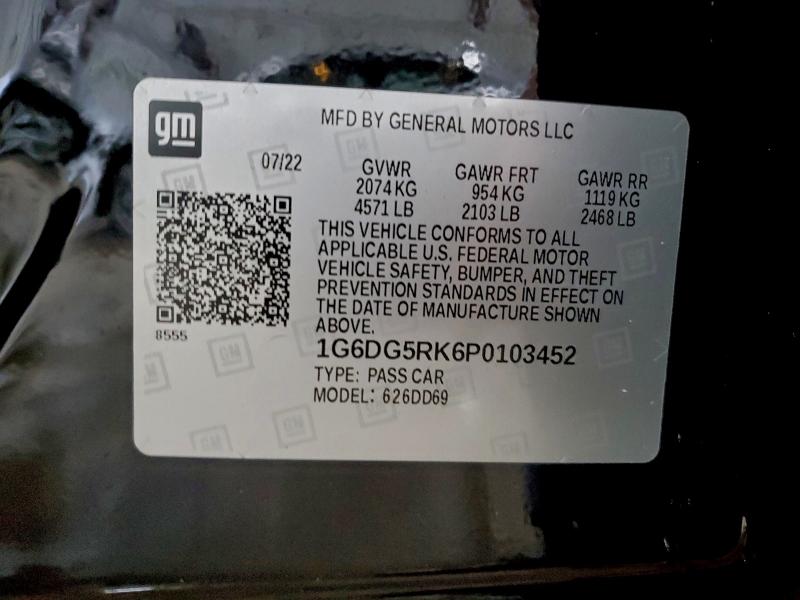 gm
MFD BY GENERAL MOTORS LLC
07/22
GVWR GAWR FRT GAWR RR
2074 KG 954 KG 1119 KG
4571 LB 2103 LB 2468 LB
THIS VEHICLE CONFORMS TO ALL
APPLICABLE U.S. FEDERAL MOTOR
VEHICLE SAFETY, BUMPER, AND THEFT
PREVENTION STANDARDS IN EFFECT ON
THE DATE OF MANUFACTURE SHOWN
ABOVE.
8555
1G6DG5RK6P0103452
TYPE: PASS CAR
MODEL: 626DD69